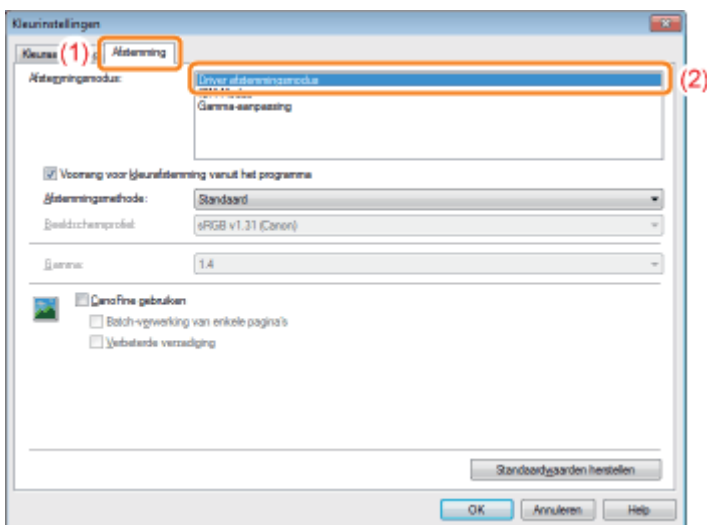 Kleurinstellingen
(1) Afstemming
Afstemmingsmodus:
Driver afstemmingsmodus
(2)
Gamma-aanpassing
Voorrang voor kleurafstemming vanuit het programma
Afstemmingsmethode: Standaard
Beeldschermprofiel: sRGB v1.31 (Canon)
Gamma: 1.4
CanoFine gebruiken
Batch-verwerking van enkele pagina's
Verbeterde verzadiging
Standaardwaarden herstellen
OK Annuleren Help